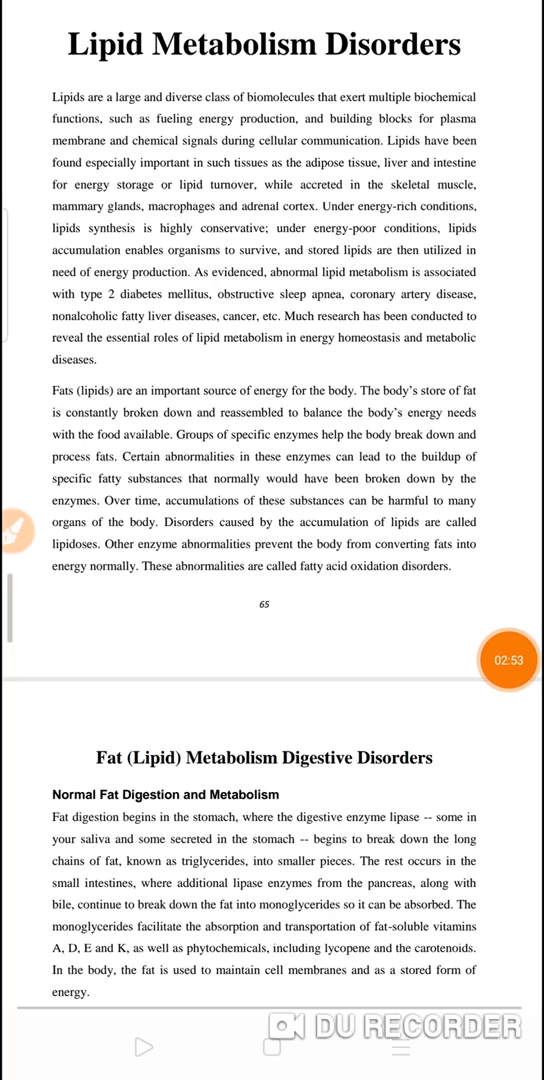 Lipid Metabolism Disorders
Lipids are a large and diverse class of biomolecules that exert multiple biochemical
functions, such as fueling energy production, and building blocks for plasma
membrane and chemical signals during cellular communication. Lipids have been
found especially important in such tissues as the adipose tissue, liver and intestine
for energy storage or lipid turnover, while accreted in the skeletal muscle,
mammary glands, macrophages and adrenal cortex. Under energy-rich conditions,
lipids synthesis is highly conservative; under energy-poor conditions, lipids
accumulation enables organisms to survive, and stored lipids are then utilized in
need of energy production. As evidenced, abnormal lipid metabolism is associated
with type 2 diabetes mellitus, obstructive sleep apnea, coronary artery disease,
nonalcoholic fatty liver diseases, cancer, etc. Much research has been conducted to
reveal the essential roles of lipid metabolism in energy homeostasis and metabolic
diseases.
Fats (lipids) are an important source of energy for the body. The body’s store of fat
is constantly broken down and reassembled to balance the body’s energy needs
with the food available. Groups of specific enzymes help the body break down and
process fats. Certain abnormalities in these enzymes can lead to the buildup of
specific fatty substances that normally would have been broken down by the
enzymes. Over time, accumulations of these substances can be harmful to many
organs of the body. Disorders caused by the accumulation of lipids are called
lipidoses. Other enzyme abnormalities prevent the body from converting fats into
energy normally. These abnormalities are called fatty acid oxidation disorders.
65
02:53
Fat (Lipid) Metabolism Digestive Disorders
Normal Fat Digestion and Metabolism
Fat digestion begins in the stomach, where the digestive enzyme lipase -- some in
your saliva and some secreted in the stomach -- begins to break down the long
chains of fat, known as triglycerides, into smaller pieces. The rest occurs in the
small intestines, where additional lipase enzymes from the pancreas, along with
bile, continue to break down the fat into monoglycerides so it can be absorbed. The
monoglycerides facilitate the absorption and transportation of fat-soluble vitamins
A, D, E and K, as well as phytochemicals, including lycopene and the carotenoids.
In the body, the fat is used to maintain cell membranes and as a stored form of
energy.
DU RECORDER